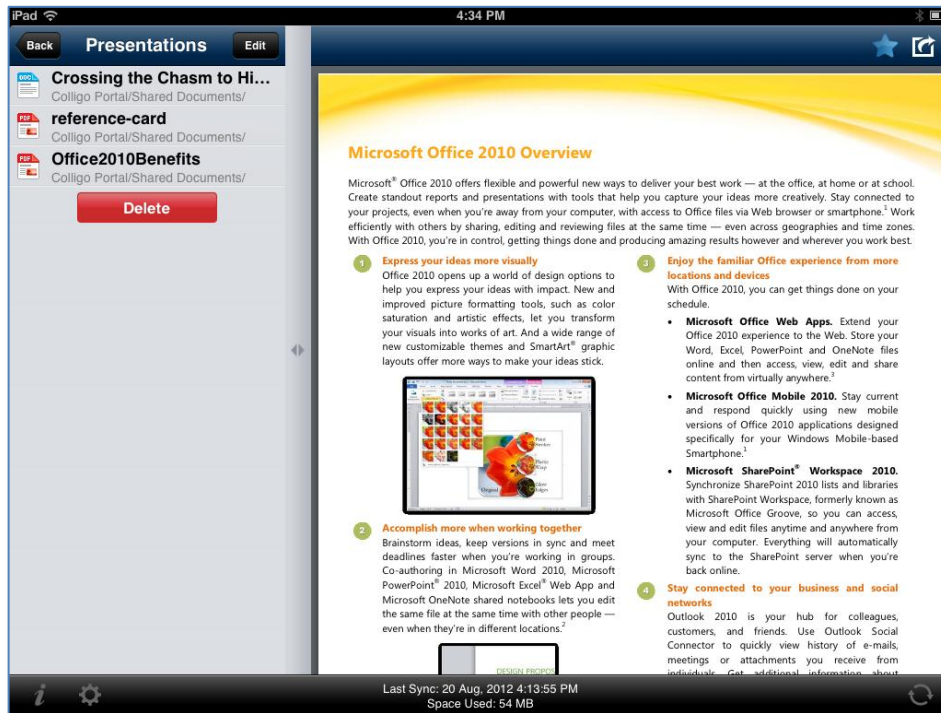 iPad
4:34 PM
Back
Presentations
Edit
DOC
Crossing the Chasm to Hi...
Colligo Portal/Shared Documents/
PDF
reference-card
Colligo Portal/Shared Documents/
PDF
Office2010Benefits
Colligo Portal/Shared Documents/
Delete
Microsoft Office 2010 Overview
Microsoft® Office 2010 offers flexible and powerful new ways to deliver your best work — at the office, at home or at school.
Create standout reports and presentations with tools that help you capture your ideas more creatively. Stay connected to
your projects, even when you're away from your computer, with access to Office files via Web browser or smartphone.¹ Work
efficiently with others by sharing, editing and reviewing files at the same time — even across geographies and time zones.
With Office 2010, you're in control, getting things done and producing amazing results however and wherever you work best.
1
Express your ideas more visually
Office 2010 opens up a world of design options to
help you express your ideas with impact. New and
improved picture formatting tools, such as color
saturation and artistic effects, let you transform
your visuals into works of art. And a wide range of
new customizable themes and SmartArt® graphic
layouts offer more ways to make your ideas stick.
Original
2
Accomplish more when working together
Brainstorm ideas, keep versions in sync and meet
deadlines faster when you're working in groups.
Co-authoring in Microsoft Word 2010, Microsoft
PowerPoint® 2010, Microsoft Excel® Web App and
Microsoft OneNote shared notebooks lets you edit
the same file at the same time with other people —
even when they're in different locations.²
DESIGN PROPOS
3
Enjoy the familiar Office experience from more
locations and devices
With Office 2010, you can get things done on your
schedule.
• Microsoft Office Web Apps. Extend your
Office 2010 experience to the Web. Store your
Word, Excel, PowerPoint and OneNote files
online and then access, view, edit and share
content from virtually anywhere.³
• Microsoft Office Mobile 2010. Stay current
and respond quickly using new mobile
versions of Office 2010 applications designed
specifically for your Windows Mobile-based
Smartphone.¹
• Microsoft SharePoint® Workspace 2010.
Synchronize SharePoint 2010 lists and libraries
with SharePoint Workspace, formerly known as
Microsoft Office Groove, so you can access,
view and edit files anytime and anywhere from
your computer. Everything will automatically
sync to the SharePoint server when you're
back online.
4
Stay connected to your business and social
networks
Outlook 2010 is your hub for colleagues,
customers, and friends. Use Outlook Social
Connector to quickly view history of e-mails,
meetings or attachments you receive from
individuals. Get additional information about
Last Sync: 20 Aug, 2012 4:13:55 PM
Space Used: 54 MB